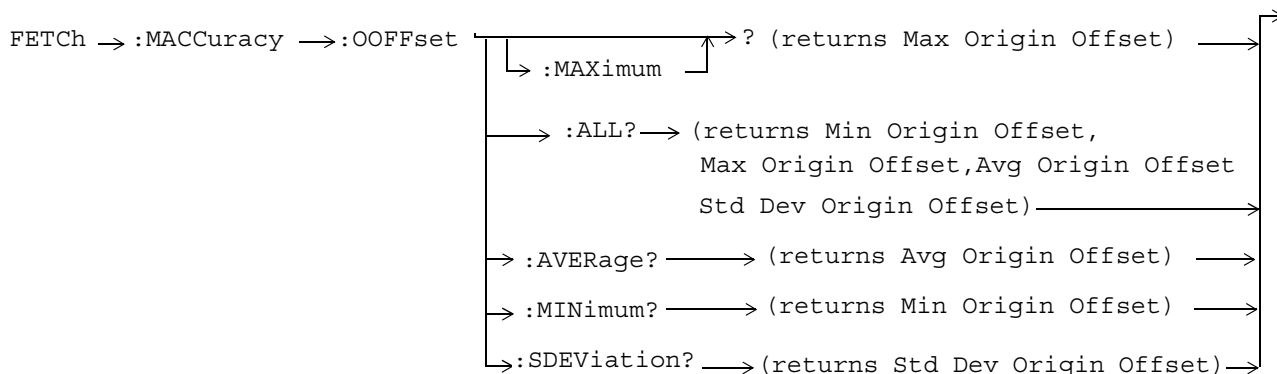 FETCh :MACCuracy :OOFFset ? (returns Max Origin Offset)
:MAXimum
:ALL? (returns Min Origin Offset,
Max Origin Offset,Avg Origin Offset
Std Dev Origin Offset)
:AVERage? (returns Avg Origin Offset)
:MINimum? (returns Min Origin Offset)
:SDEViation? (returns Std Dev Origin Offset)